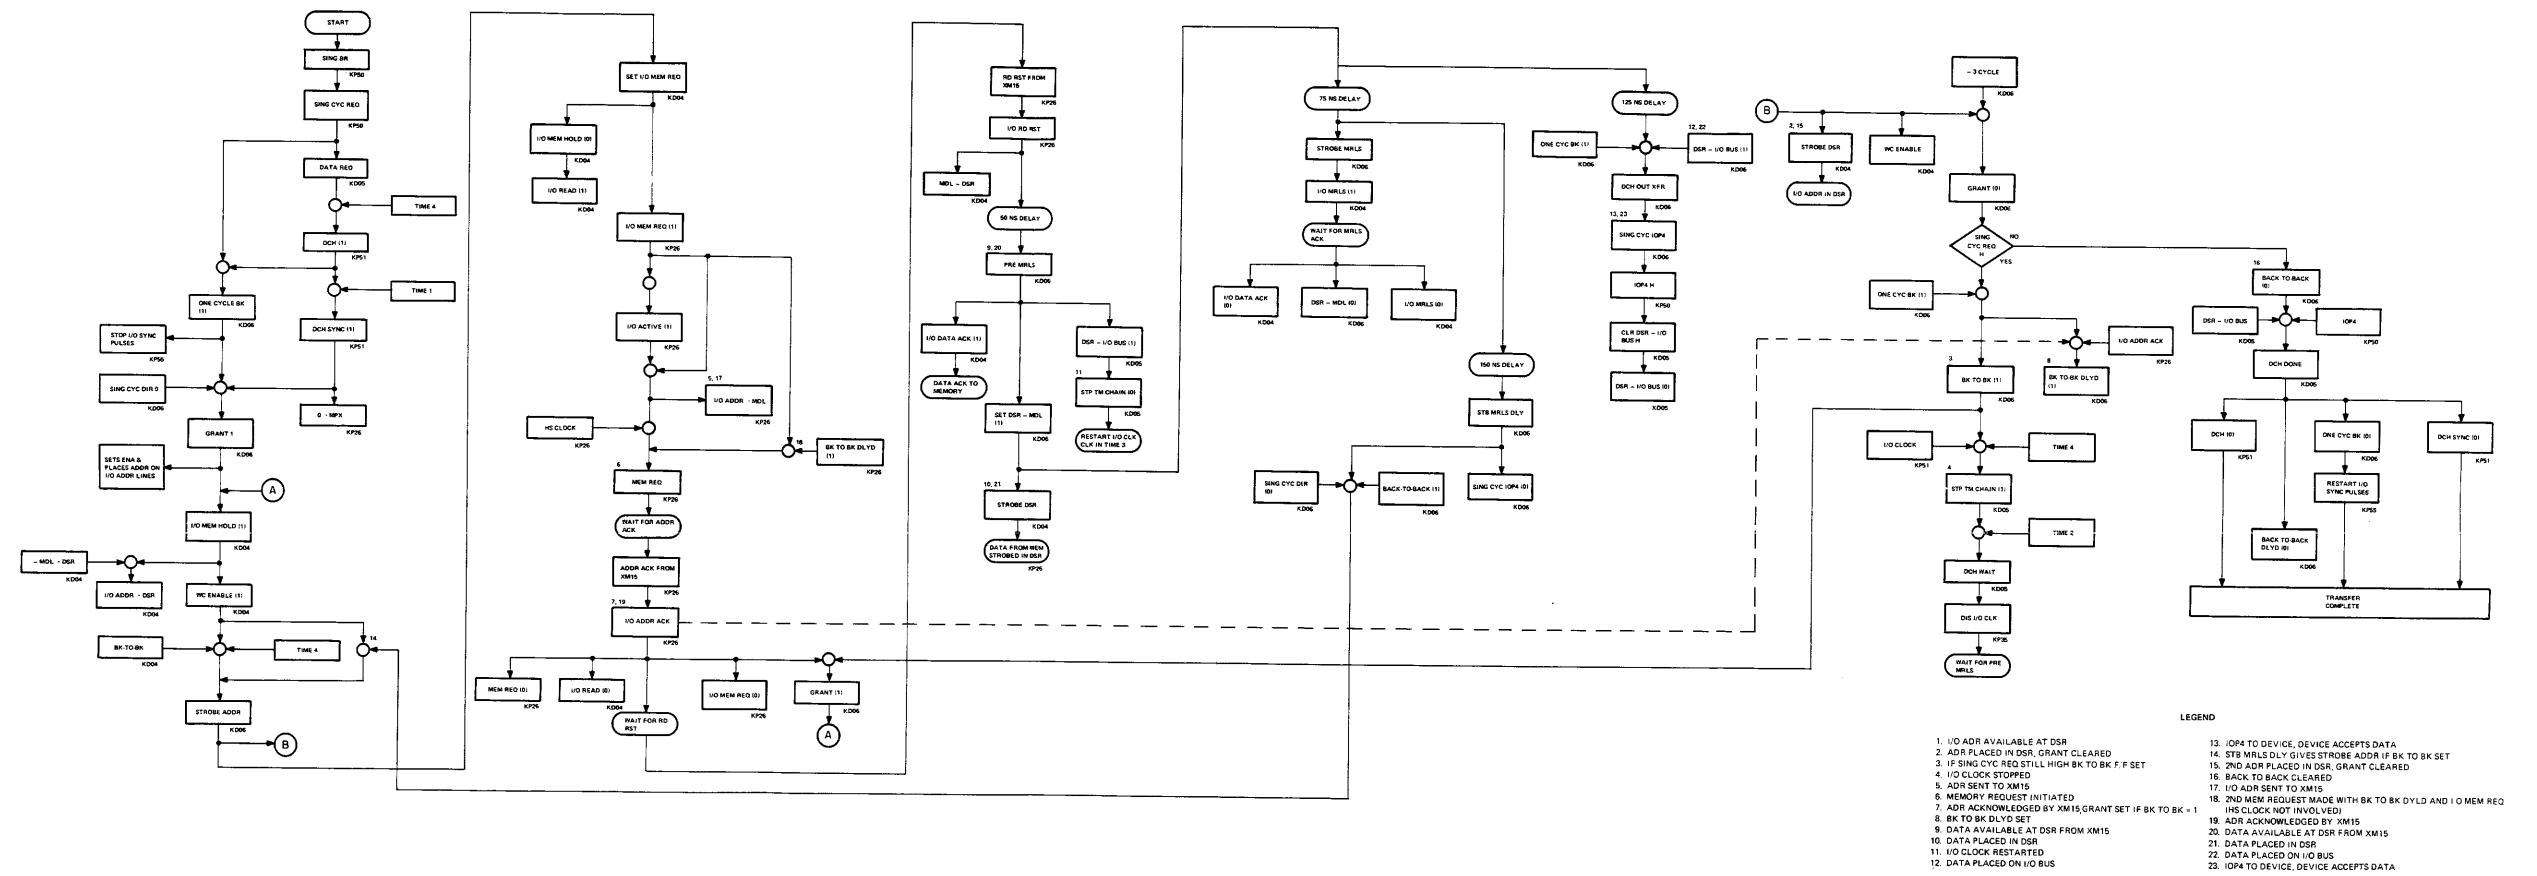 START
SING BR
KP50
SING CYC REQ
KP50
DATA REQ
KD05
TIME 4
DCH (1)
KP51
TIME 1
ONE CYCLE BK
(1)
KD06
DCH SYNC (1)
KP51
STOP I/O SYNC
PULSES
KP56
SING CYC DIR 0
KD06
0 - MPX
KP26
GRANT 1
KD06
SETS ENA &
PLACES ADDR ON
I/O ADDR LINES
A
I/O MEM HOLD (1)
KD04
- MDL - DSR
KD04
I/O ADDR - DSR
KD04
WC ENABLE (1)
KD04
14
BK-TO-BK
KD04
TIME 4
STROBE ADDR
KD06
B
SET I/O MEM REQ
KD04
I/O MEM HOLD (0)
KD04
I/O READ (1)
KD04
I/O MEM REQ (1)
KP26
I/O ACTIVE (1)
KP26
5, 17
I/O ADDR - MDL
KP26
HS CLOCK
KP26
18
BK TO BK DLYD
(1)
KP26
6
MEM REQ
KP26
WAIT FOR ADDR
ACK
ADDR ACK FROM
XM15
KP26
7, 19
I/O ADDR ACK
KP26
MEM REQ (0)
KP26
I/O READ (0)
KD04
I/O MEM REQ (0)
KP26
GRANT (1)
KD06
WAIT FOR RD
RST
A
RD RST FROM
XM15
KP26
I/O RD RST
KP26
MDL - DSR
KD04
50 NS DELAY
9, 20
PRE MRLS
KD06
I/O DATA ACK (1)
KD04
DATA ACK TO
MEMORY
DSR - I/O BUS (1)
KD05
11
STP TM CHAIN (0)
KD05
RESTART I/O CLK
CLK IN TIME 3
SET DSR - MDL
(1)
KD06
10, 21
STROBE DSR
KD04
DATA FROM MEM
STROBED IN DSR
KP26
75 NS DELAY
STROBE MRLS
KD06
I/O MRLS (1)
KD04
WAIT FOR MRLS
ACK
I/O DATA ACK
(0)
KD04
DSR - MDL (0)
KD06
I/O MRLS (0)
KD04
150 NS DELAY
STB MRLS DLY
KD06
SING CYC DIR
(0)
KD06
BACK-TO-BACK (1)
KD06
SING CYC IOP4 (0)
KD06
125 NS DELAY
ONE CYC BK (1)
KD06
12, 22
DSR - I/O BUS (1)
KD06
DCH OUT XFR
KD06
13, 23
SING CYC IOP4
KD06
IOP4 H
KP50
CLR DSR - I/O
BUS H
KD05
DSR - I/O BUS (0)
KD05
- 3 CYCLE
KD06
B
2, 15
STROBE DSR
KD04
I/O ADDR IN DSR
WC ENABLE
KD04
GRANT (0)
KD06
SING
CYC REQ
H
NO
YES
ONE CYC BK (1)
KD06
I/O ADDR ACK
KP26
3
BK TO BK (1)
KD06
8
BK TO-BK DLYD
(1)
KD06
I/O CLOCK
KP51
TIME 4
4
STP TM CHAIN (1)
KD05
TIME 2
DCH WAIT
KD05
DIS I/O CLK
KP35
WAIT FOR PRE
MRLS
16
BACK TO-BACK
(0)
KD06
DSR - I/O BUS
KD05
IOP4
KP50
DCH DONE
KD05
DCH (0)
KP51
ONE CYC BK (0)
KD06
DCH SYNC (0)
KP51
RESTART I/O
SYNC PULSES
KP55
BACK TO-BACK
DLYD (0)
KD06
TRANSFER
COMPLETE
LEGEND
1. I/O ADR AVAILABLE AT DSR
2. ADR PLACED IN DSR, GRANT CLEARED
3. IF SING CYC REQ STILL HIGH BK TO BK F/F SET
4. I/O CLOCK STOPPED
5. ADR SENT TO XM15
6. MEMORY REQUEST INITIATED
7. ADR ACKNOWLEDGED BY XM15, GRANT SET IF BK TO BK = 1
8. BK TO BK DLYD SET
9. DATA AVAILABLE AT DSR FROM XM15
10. DATA PLACED IN DSR
11. I/O CLOCK RESTARTED
12. DATA PLACED ON I/O BUS
13. IOP4 TO DEVICE, DEVICE ACCEPTS DATA
14. STB MRLS DLY GIVES STROBE ADDR IF BK TO BK SET
15. 2ND ADR PLACED IN DSR, GRANT CLEARED
16. BACK TO BACK CLEARED
17. I/O ADR SENT TO XM15
18. 2ND MEM REQUEST MADE WITH BK TO BK DYLD AND I O MEM REQ
(HS CLOCK NOT INVOLVED)
19. ADR ACKNOWLEDGED BY XM15
20. DATA AVAILABLE AT DSR FROM XM15
21. DATA PLACED IN DSR
22. DATA PLACED ON I/O BUS
23. IOP4 TO DEVICE, DEVICE ACCEPTS DATA